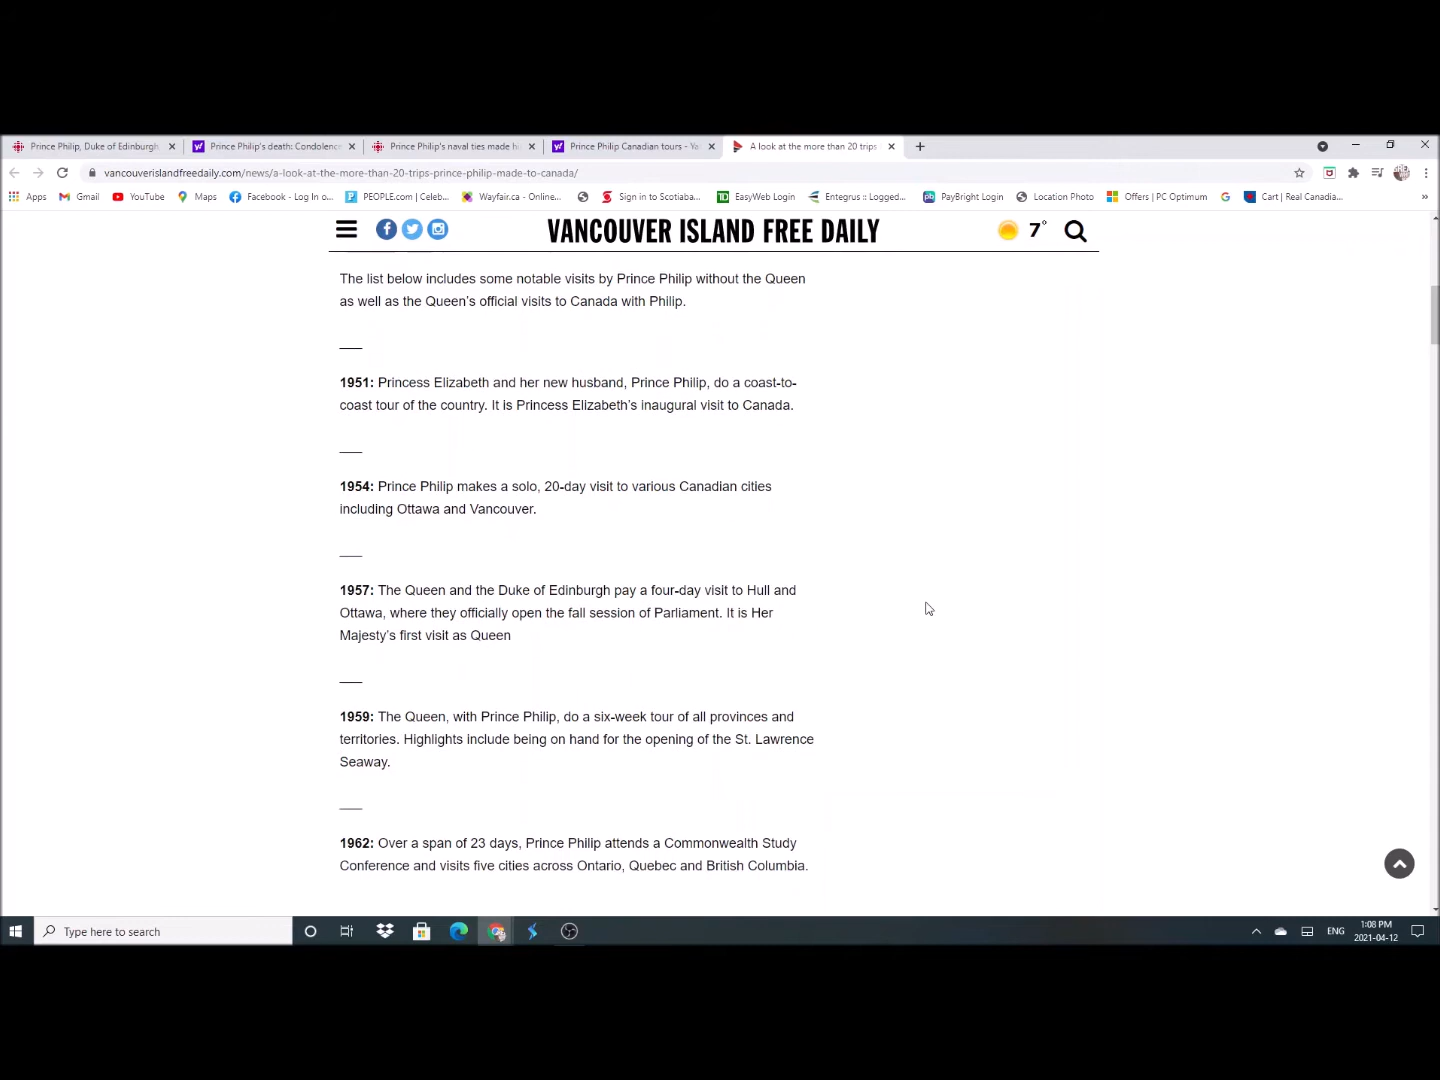 Prince Philip, Duke of Edinburgh
Prince Philip's death: Condolenc
Prince Philip's naval ties made h
Prince Philip Canadian tours - Ya
A look at the more than 20 trips
vancouverislandfreedaily.com/news/a-look-at-the-more-than-20-trips-prince-philip-made-to-canada/
Apps
Gmail
YouTube
Maps
Facebook - Log In o...
PEOPLE.com | Celeb...
Wayfair.ca - Online...
Sign in to Scotiaba...
EasyWeb Login
Entegrus :: Logged...
PayBright Login
Location Photo
Offers | PC Optimum
Cart | Real Canadia...
»
VANCOUVER ISLAND FREE DAILY
7°
The list below includes some notable visits by Prince Philip without the Queen
as well as the Queen's official visits to Canada with Philip.
___
1951: Princess Elizabeth and her new husband, Prince Philip, do a coast-to-
coast tour of the country. It is Princess Elizabeth's inaugural visit to Canada.
___
1954: Prince Philip makes a solo, 20-day visit to various Canadian cities
including Ottawa and Vancouver.
___
1957: The Queen and the Duke of Edinburgh pay a four-day visit to Hull and
Ottawa, where they officially open the fall session of Parliament. It is Her
Majesty's first visit as Queen
___
1959: The Queen, with Prince Philip, do a six-week tour of all provinces and
territories. Highlights include being on hand for the opening of the St. Lawrence
Seaway.
___
1962: Over a span of 23 days, Prince Philip attends a Commonwealth Study
Conference and visits five cities across Ontario, Quebec and British Columbia.
Type here to search
ENG
1:08 PM
2021-04-12